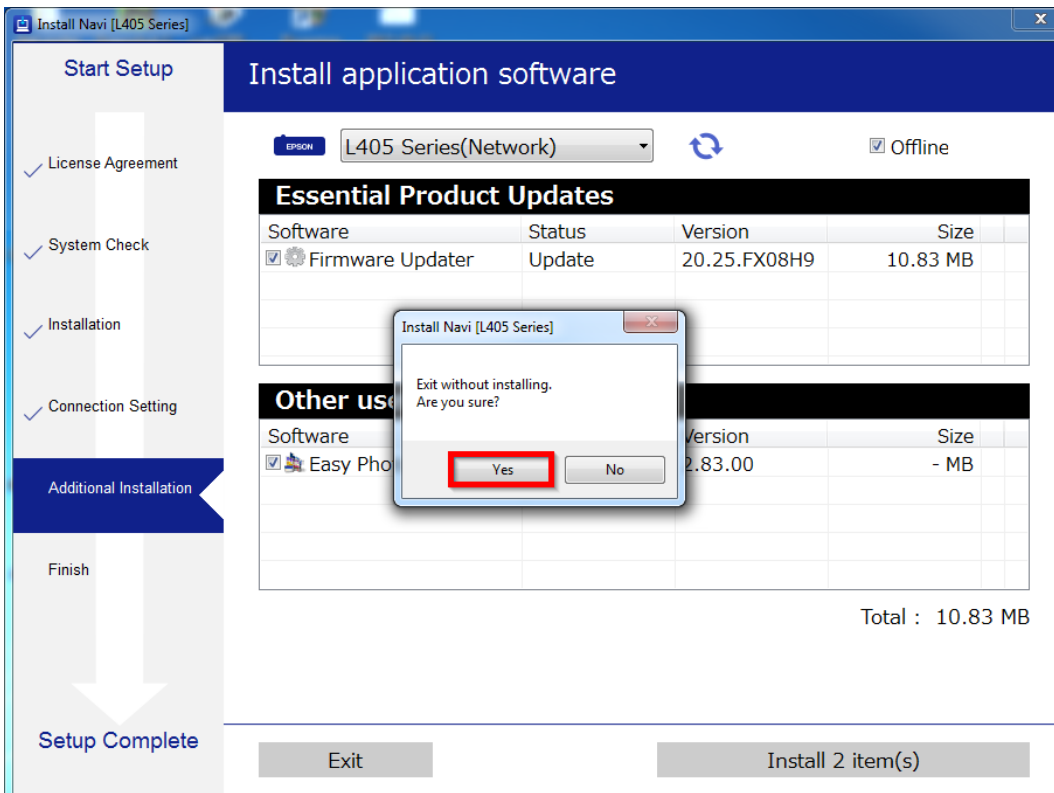 Install Navi [L405 Series]
x
Start Setup
License Agreement
System Check
Installation
Connection Setting
Additional Installation
Finish
Setup Complete
Install application software
EPSON
L405 Series(Network)
Offline
Essential Product Updates
Software Status Version Size
Firmware Updater Update 20.25.FX08H9 10.83 MB
Install Navi [L405 Series]
Exit without installing.
Are you sure?
Yes No
Other
Software Version Size
Easy 2.83.00 - MB
Total : 10.83 MB
Exit
Install 2 item(s)